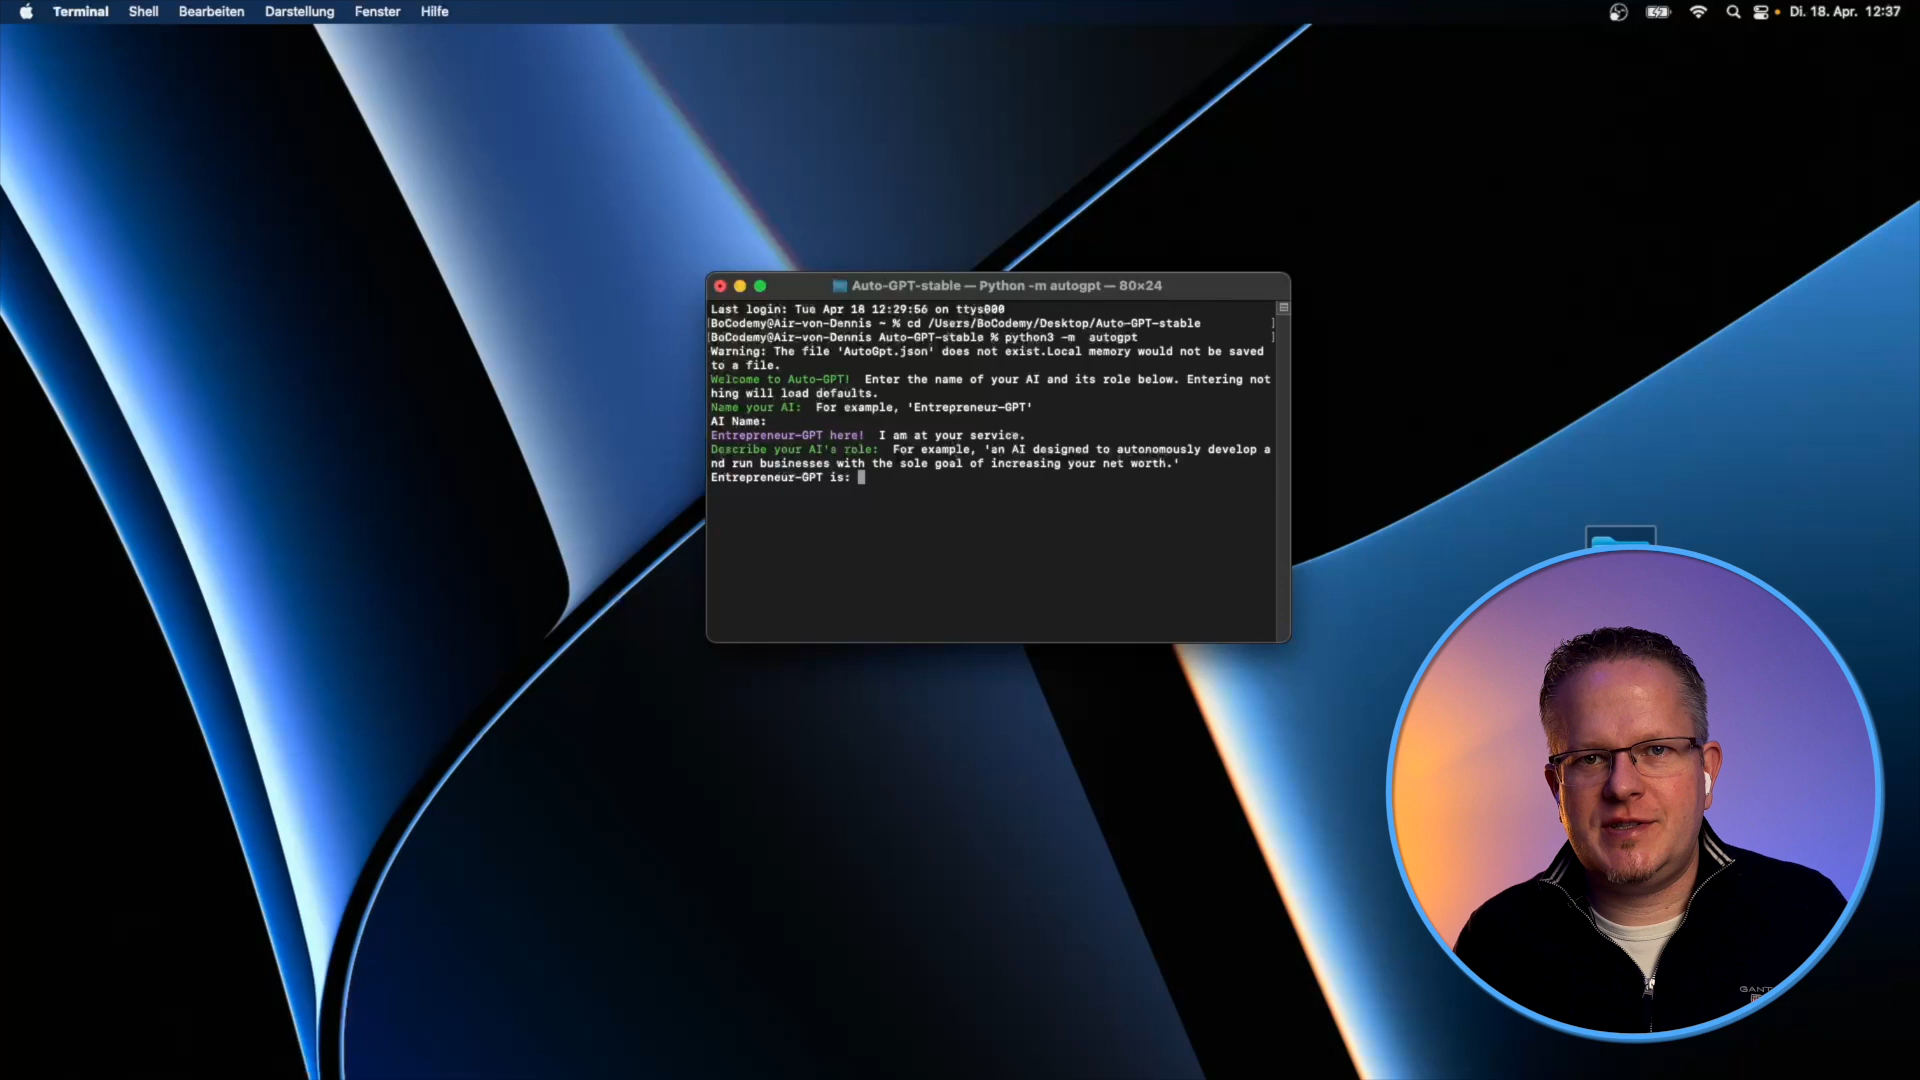 Terminal Shell Bearbeiten Darstellung Fenster Hilfe Di. 18. Apr. 12:37
Auto-GPT-stable — Python -m autogpt — 80×24
Last login: Tue Apr 18 12:29:56 on ttys000
[BoCodemy@Air-von-Dennis ~ % cd /Users/BoCodemy/Desktop/Auto-GPT-stable ]
[BoCodemy@Air-von-Dennis Auto-GPT-stable % python3 -m  autogpt ]
Warning: The file 'AutoGpt.json' does not exist.Local memory would not be saved
to a file.
Welcome to Auto-GPT!  Enter the name of your AI and its role below. Entering not
hing will load defaults.
Name your AI:  For example, 'Entrepreneur-GPT'
AI Name:
Entrepreneur-GPT here!  I am at your service.
Describe your AI's role:  For example, 'an AI designed to autonomously develop a
nd run businesses with the sole goal of increasing your net worth.'
Entrepreneur-GPT is:
GANT